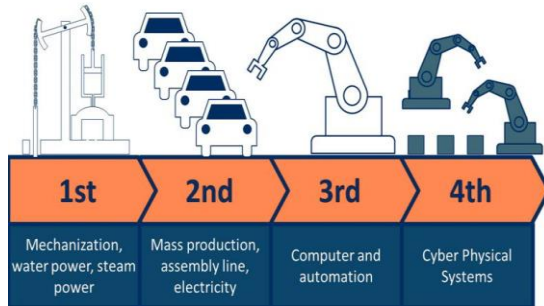 1st
2nd
3rd
4th
Mechanization,
water power, steam
power
Mass production,
assembly line,
electricity
Computer and
automation
Cyber Physical
Systems